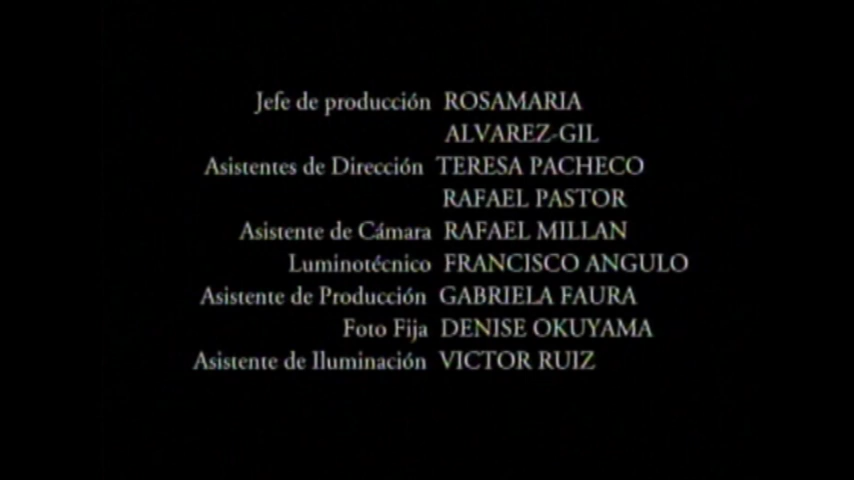 Jefe de producción ROSAMARIA
ALVAREZ-GIL
Asistentes de Dirección TERESA PACHECO
RAFAEL PASTOR
Asistente de Cámara RAFAEL MILLAN
Luminotécnico FRANCISCO ANGULO
Asistente de Producción GABRIELA FAURA
Foto Fija DENISE OKUYAMA
Asistente de Iluminación VICTOR RUIZ